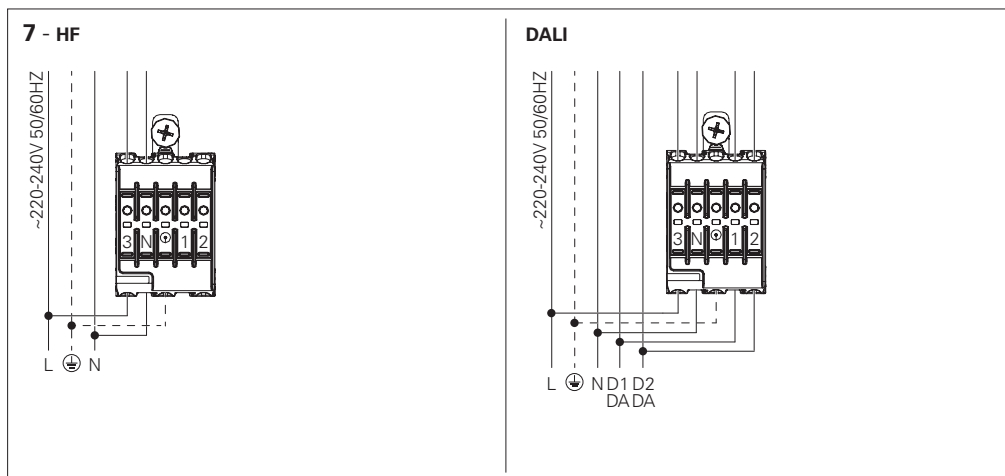 7 - HF
~220-240V 50/60HZ
3 N 1 2
L N
DALI
~220-240V 50/60HZ
3 N 1 2
L N D1 D2
DA DA